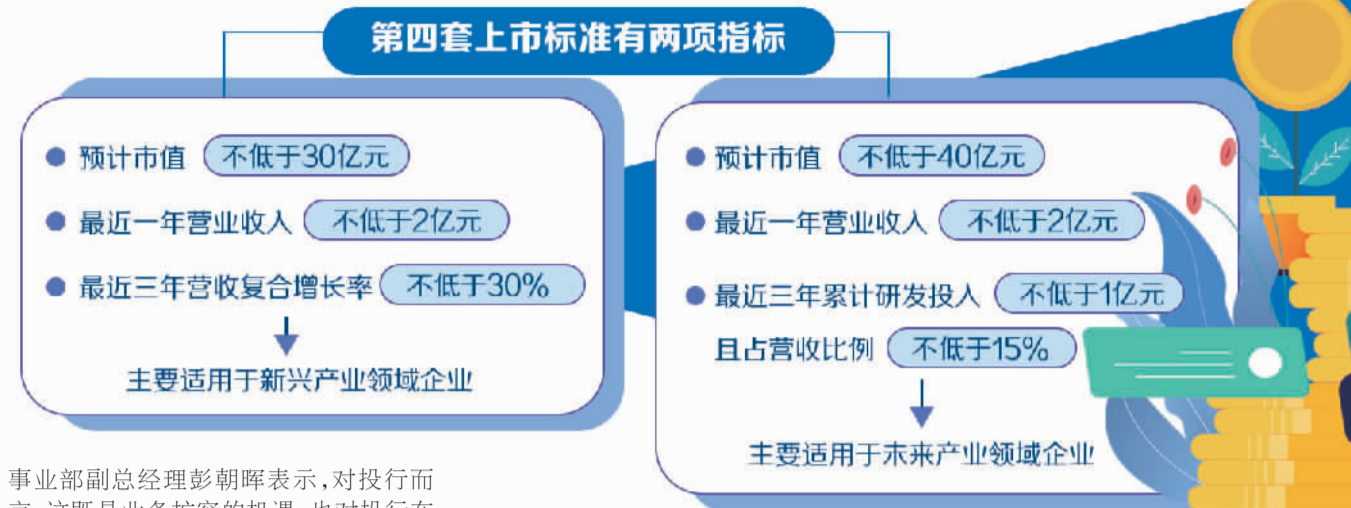 第四套上市标准有两项指标
预计市值 不低于30亿元
最近一年营业收入 不低于2亿元
最近三年营收复合增长率 不低于30%
主要适用于新兴产业领域企业
预计市值 不低于40亿元
最近一年营业收入 不低于2亿元
最近三年累计研发投入 不低于1亿元
且占营收比例 不低于15%
主要适用于未来产业领域企业
事业部副总经理彭朝晖表示,对投行而